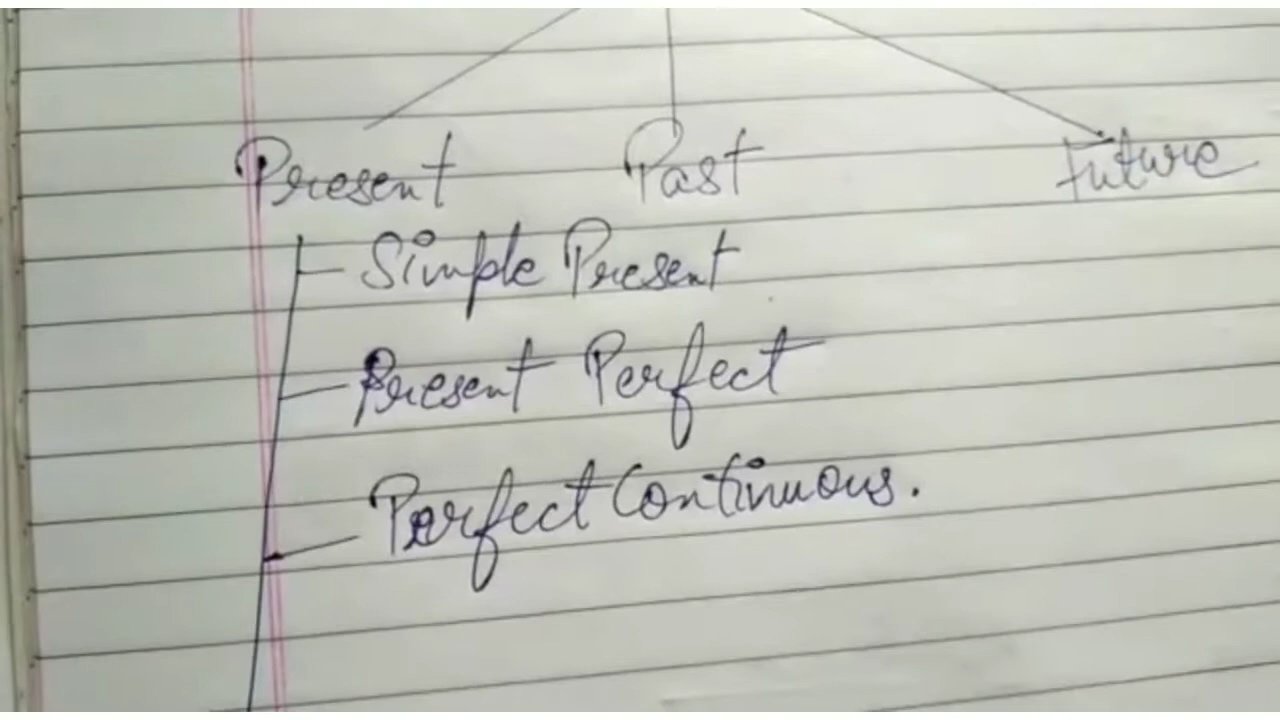 Present Past Future
Simple Present
Present Perfect
Perfect Continuous.